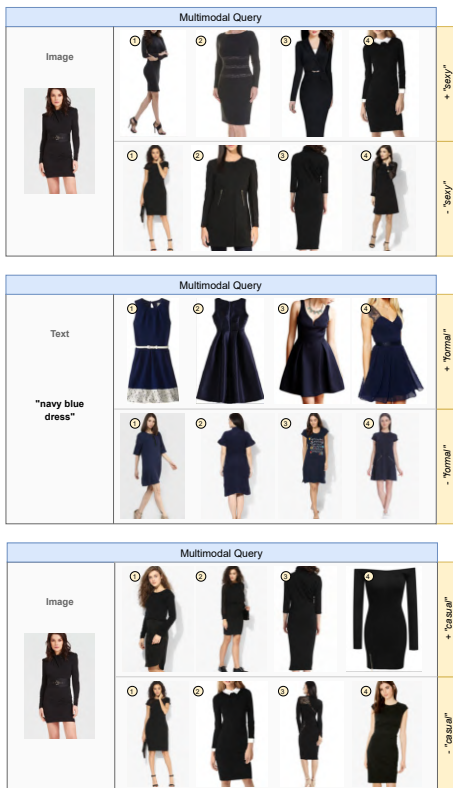 Multimodal Query
Image
1 2 3 4
+ "sexy"
1 2 3 4
- "sexy"
Multimodal Query
Text
"navy blue
dress"
1 2 3 4
+ "formal"
1 2 3 4
- "formal"
Multimodal Query
Image
1 2 3 4
+ "casual"
1 2 3 4
- "casual"